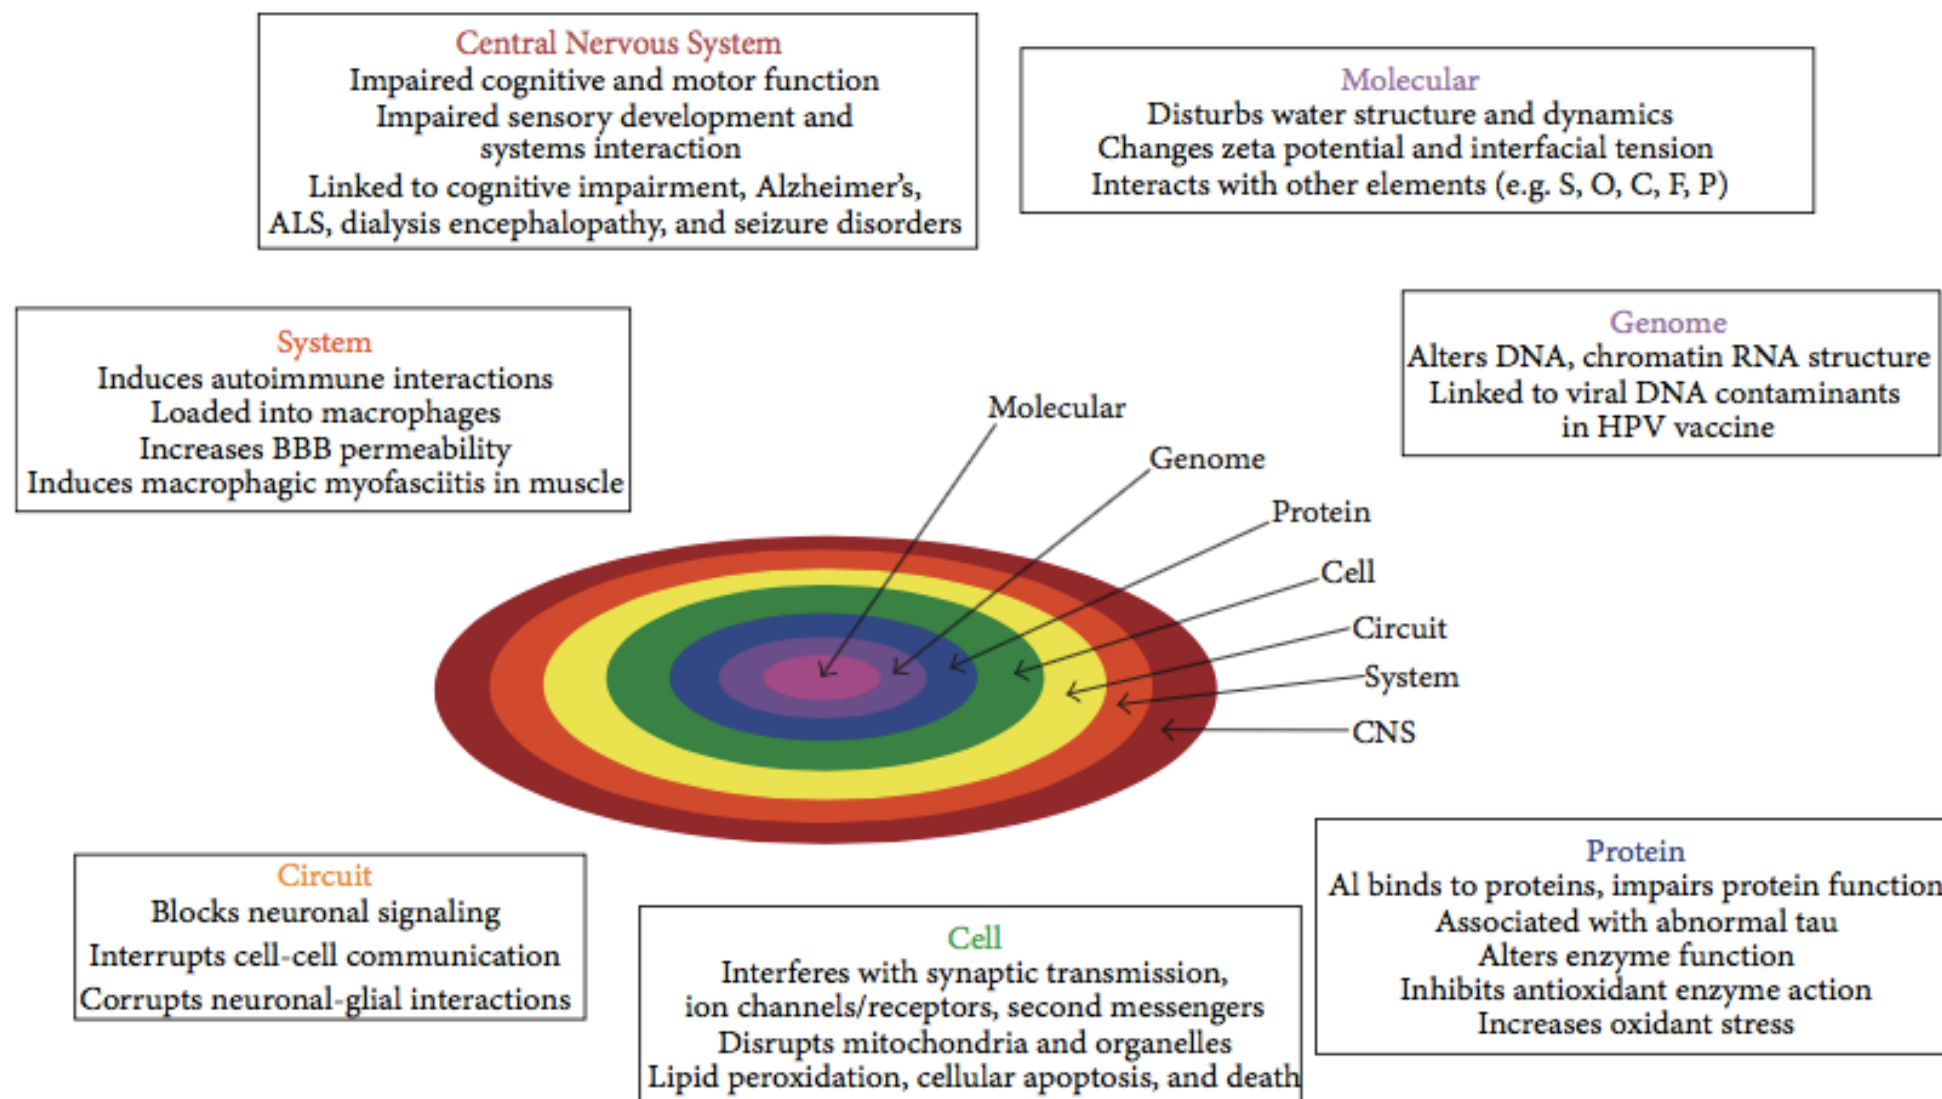 Central Nervous System
Impaired cognitive and motor function
Impaired sensory development and
systems interaction
Linked to cognitive impairment, Alzheimer’s,
ALS, dialysis encephalopathy, and seizure disorders
Molecular
Disturbs water structure and dynamics
Changes zeta potential and interfacial tension
Interacts with other elements (e.g. S, O, C, F, P)
System
Induces autoimmune interactions
Loaded into macrophages
Increases BBB permeability
Induces macrophagic myofasciitis in muscle
Genome
Alters DNA, chromatin RNA structure
Linked to viral DNA contaminants
in HPV vaccine
Molecular
Genome
Protein
Cell
Circuit
System
CNS
Circuit
Blocks neuronal signaling
Interrupts cell-cell communication
Corrupts neuronal-glial interactions
Cell
Interferes with synaptic transmission,
ion channels/receptors, second messengers
Disrupts mitochondria and organelles
Lipid peroxidation, cellular apoptosis, and death
Protein
Al binds to proteins, impairs protein function
Associated with abnormal tau
Alters enzyme function
Inhibits antioxidant enzyme action
Increases oxidant stress